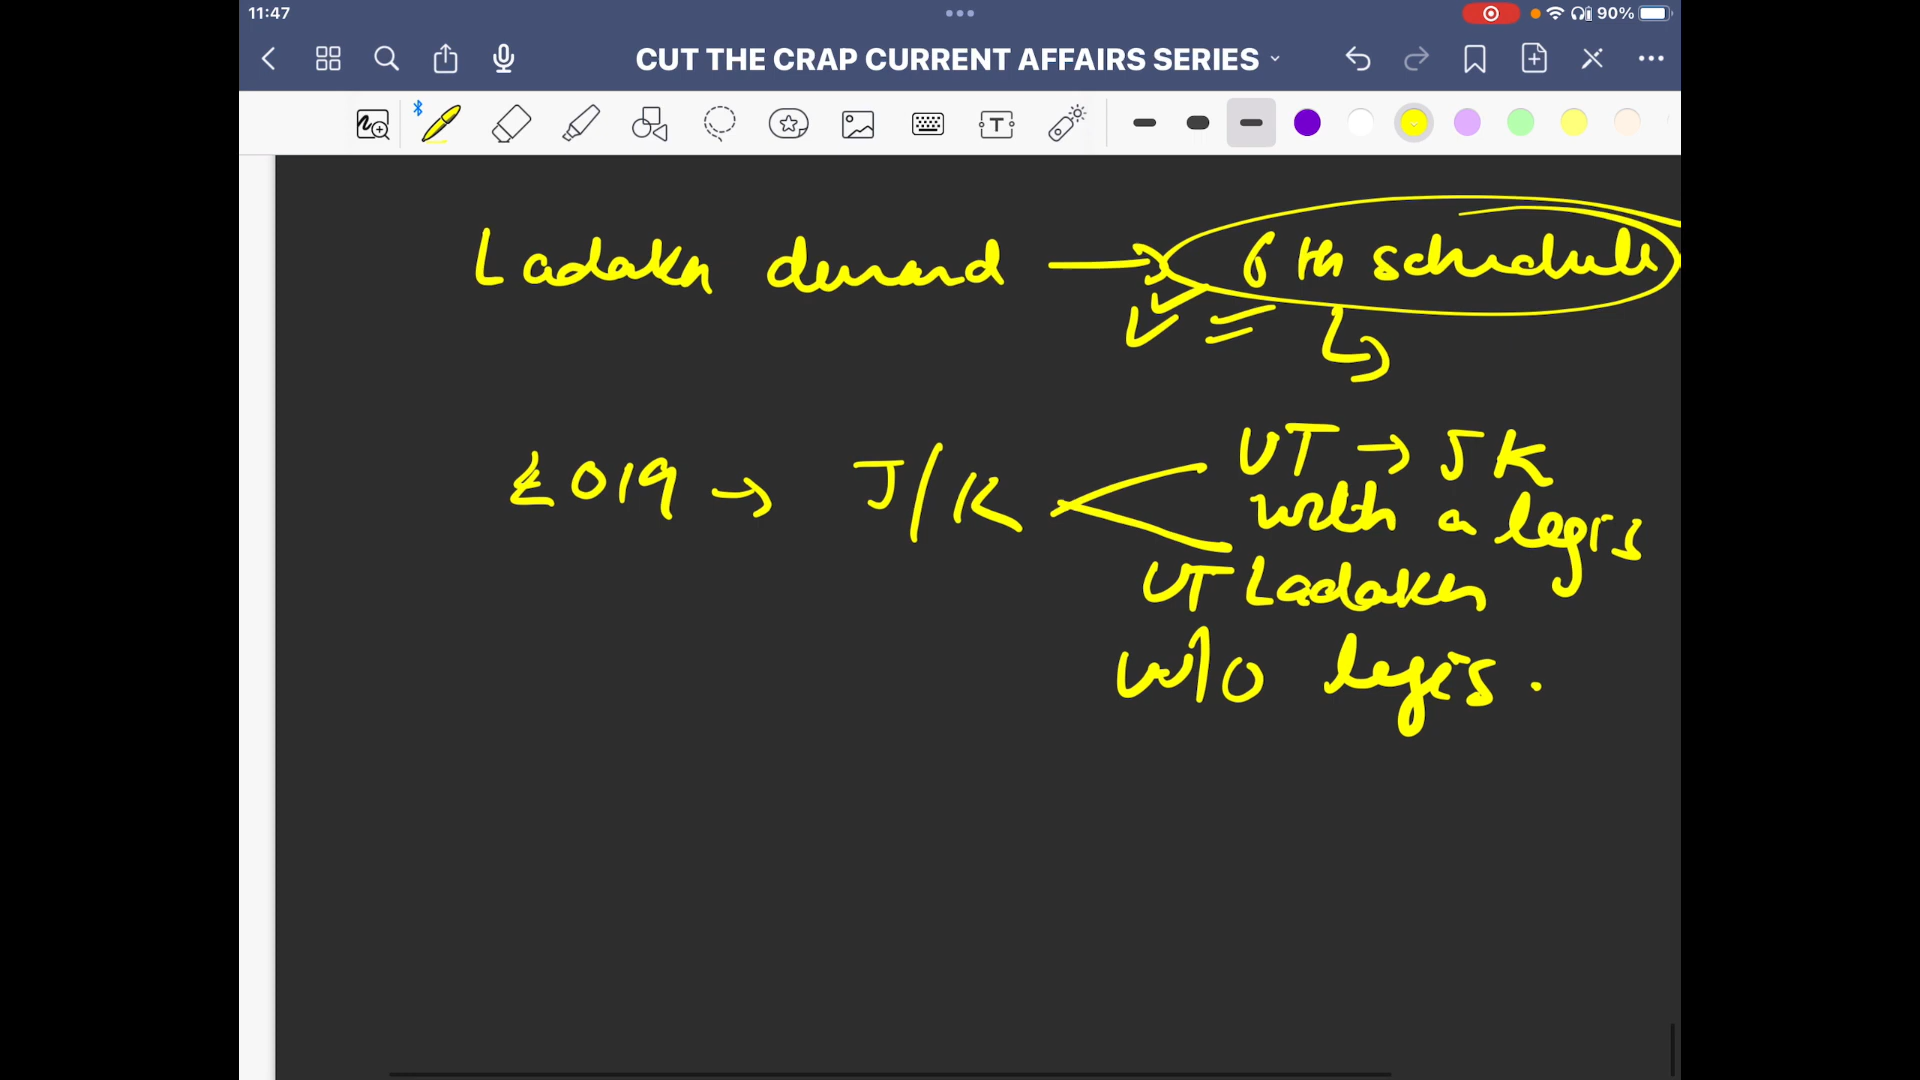 11:47
90%
CUT THE CRAP CURRENT AFFAIRS SERIES
T
Ladakh demand → 6th schedule
2019 → J/K
UT → JK
with a legis
UT Ladakh
w/o legis.